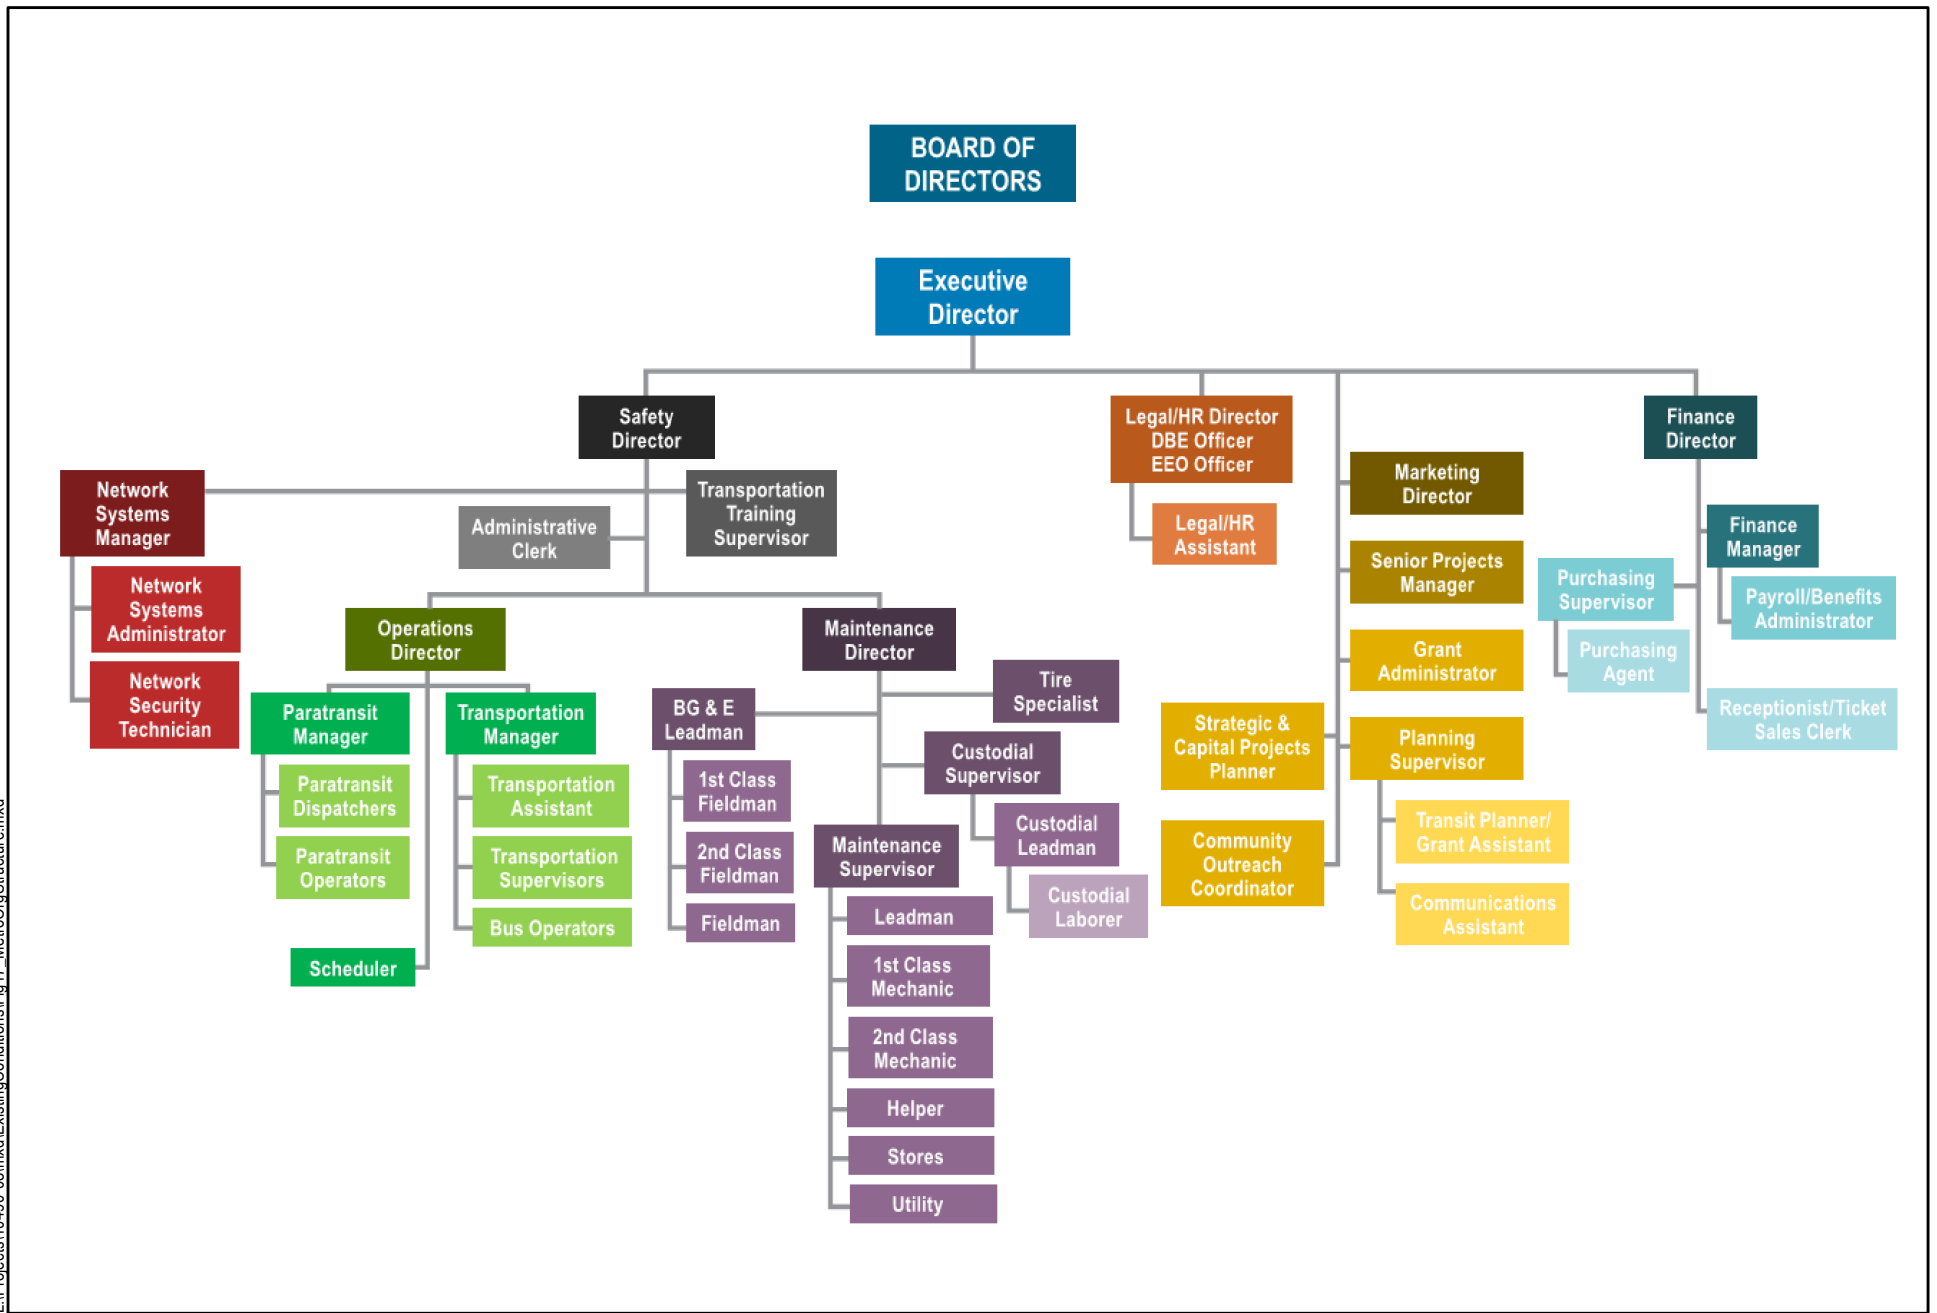 BOARD OF
DIRECTORS
Executive
Director
Safety
Director
Legal/HR Director
DBE Officer
EEO Officer
Finance
Director
Network
Systems
Manager
Transportation
Training
Supervisor
Administrative
Clerk
Legal/HR
Assistant
Marketing
Director
Finance
Manager
Senior Projects
Manager
Purchasing
Supervisor
Payroll/Benefits
Administrator
Network
Systems
Administrator
Operations
Director
Maintenance
Director
Grant
Administrator
Purchasing
Agent
Network
Security
Technician
Paratransit
Manager
Transportation
Manager
BG & E
Leadman
Tire
Specialist
Strategic &
Capital Projects
Planner
Planning
Supervisor
Receptionist/Ticket
Sales Clerk
Custodial
Supervisor
Paratransit
Dispatchers
Transportation
Assistant
1st Class
Fieldman
Custodial
Leadman
Transit Planner/
Grant Assistant
Paratransit
Operators
Transportation
Supervisors
2nd Class
Fieldman
Maintenance
Supervisor
Community
Outreach
Coordinator
Custodial
Laborer
Communications
Assistant
Bus Operators
Fieldman
Leadman
Scheduler
1st Class
Mechanic
2nd Class
Mechanic
Helper
Stores
Utility